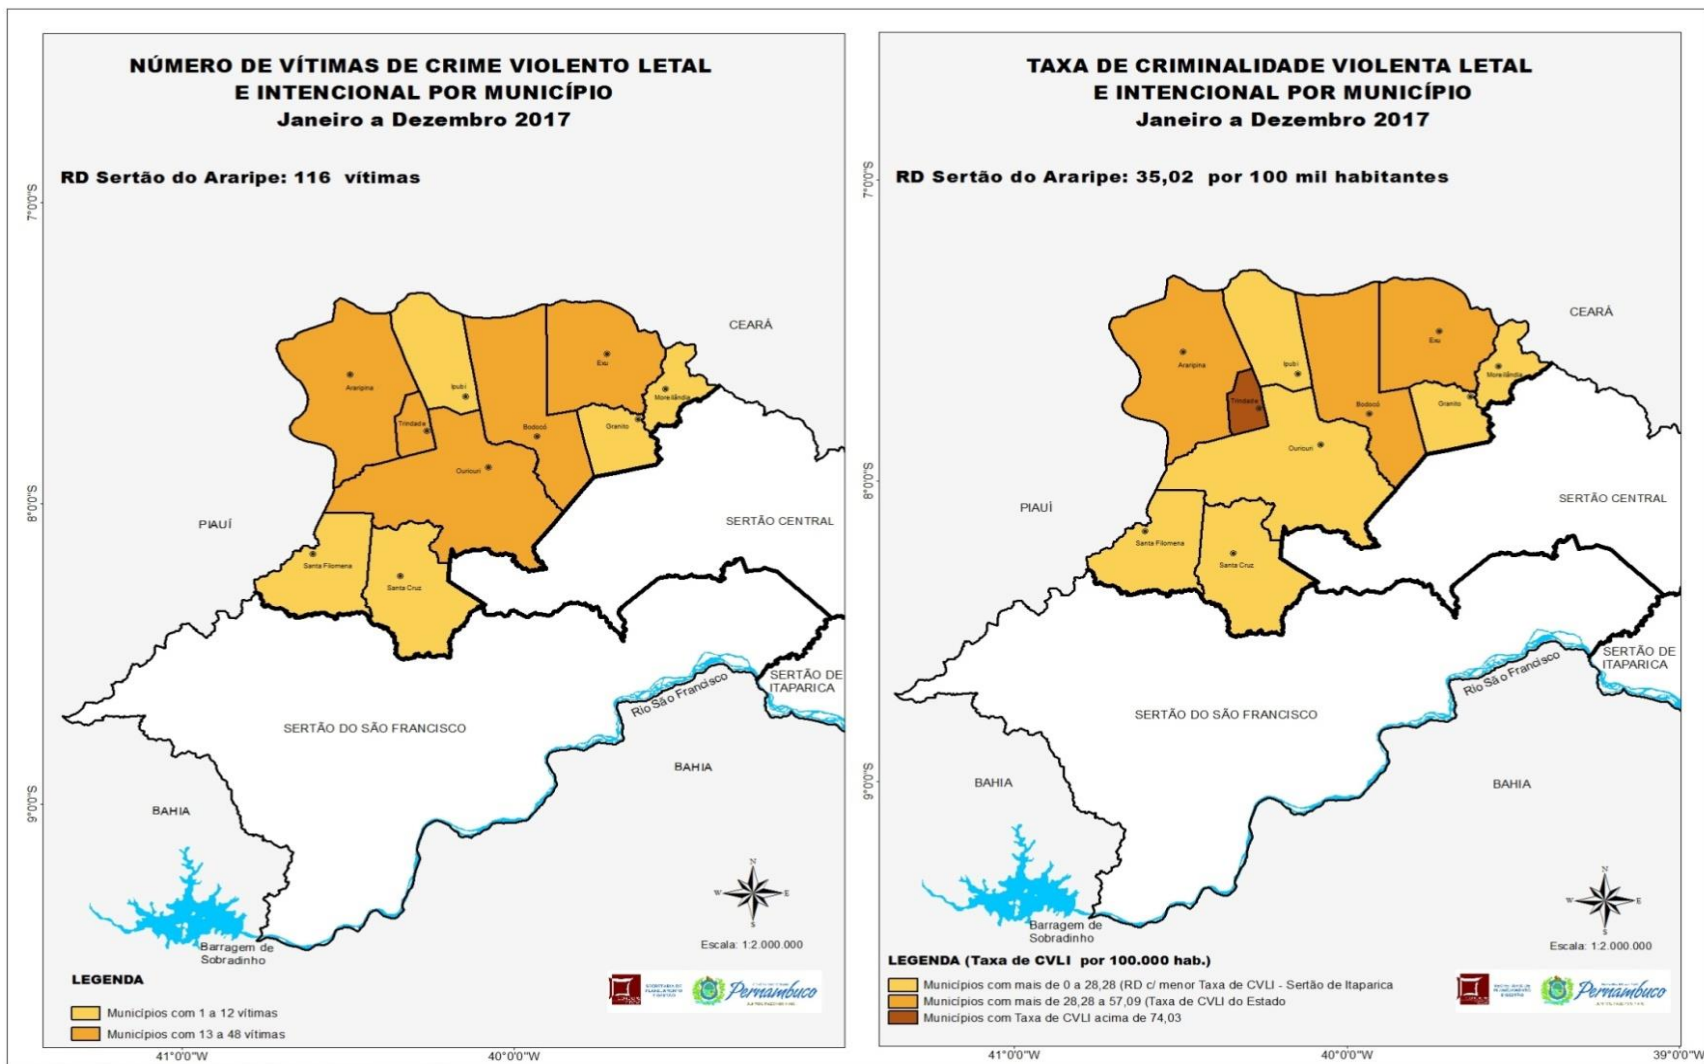 NÚMERO DE VÍTIMAS DE CRIME VIOLENTO LETAL
E INTENCIONAL POR MUNICÍPIO
Janeiro a Dezembro 2017
RD Sertão do Araripe: 116 vítimas
7°0'0"S
8°0'0"S
9°0'0"S
CEARÁ
Exu
Araripina
Ipubi
Moreilândia
Trindade
Bodocó
Granito
Ouricuri
PIAUÍ
SERTÃO CENTRAL
Santa Filomena
Santa Cruz
SERTÃO DE
ITAPARICA
Rio São Francisco
SERTÃO DO SÃO FRANCISCO
BAHIA
BAHIA
N
W
E
S
Barragem de
Sobradinho
Escala: 1:2.000.000
LEGENDA
Municípios com 1 a 12 vítimas
Municípios com 13 a 48 vítimas
Pernambuco
41°0'0"W
40°0'0"W
TAXA DE CRIMINALIDADE VIOLENTA LETAL
E INTENCIONAL POR MUNICÍPIO
Janeiro a Dezembro 2017
RD Sertão do Araripe: 35,02 por 100 mil habitantes
7°0'0"S
8°0'0"S
9°0'0"S
CEARÁ
Exu
Araripina
Ipubi
Moreilândia
Trindade
Granito
Bodocó
Ouricuri
SERTÃO CENTRAL
PIAUÍ
Santa Filomena
Santa Cruz
SERTÃO DE
ITAPARICA
Rio São Francisco
SERTÃO DO SÃO FRANCISCO
BAHIA
BAHIA
N
W
E
S
Barragem de
Sobradinho
Escala: 1:2.000.000
LEGENDA (Taxa de CVLI por 100.000 hab.)
Municípios com mais de 0 a 28,28 (RD c/ menor Taxa de CVLI - Sertão de Itaparica
Municípios com mais de 28,28 a 57,09 (Taxa de CVLI do Estado
Municípios com Taxa de CVLI acima de 74,03
Pernambuco
41°0'0"W
40°0'0"W
39°0'0"W